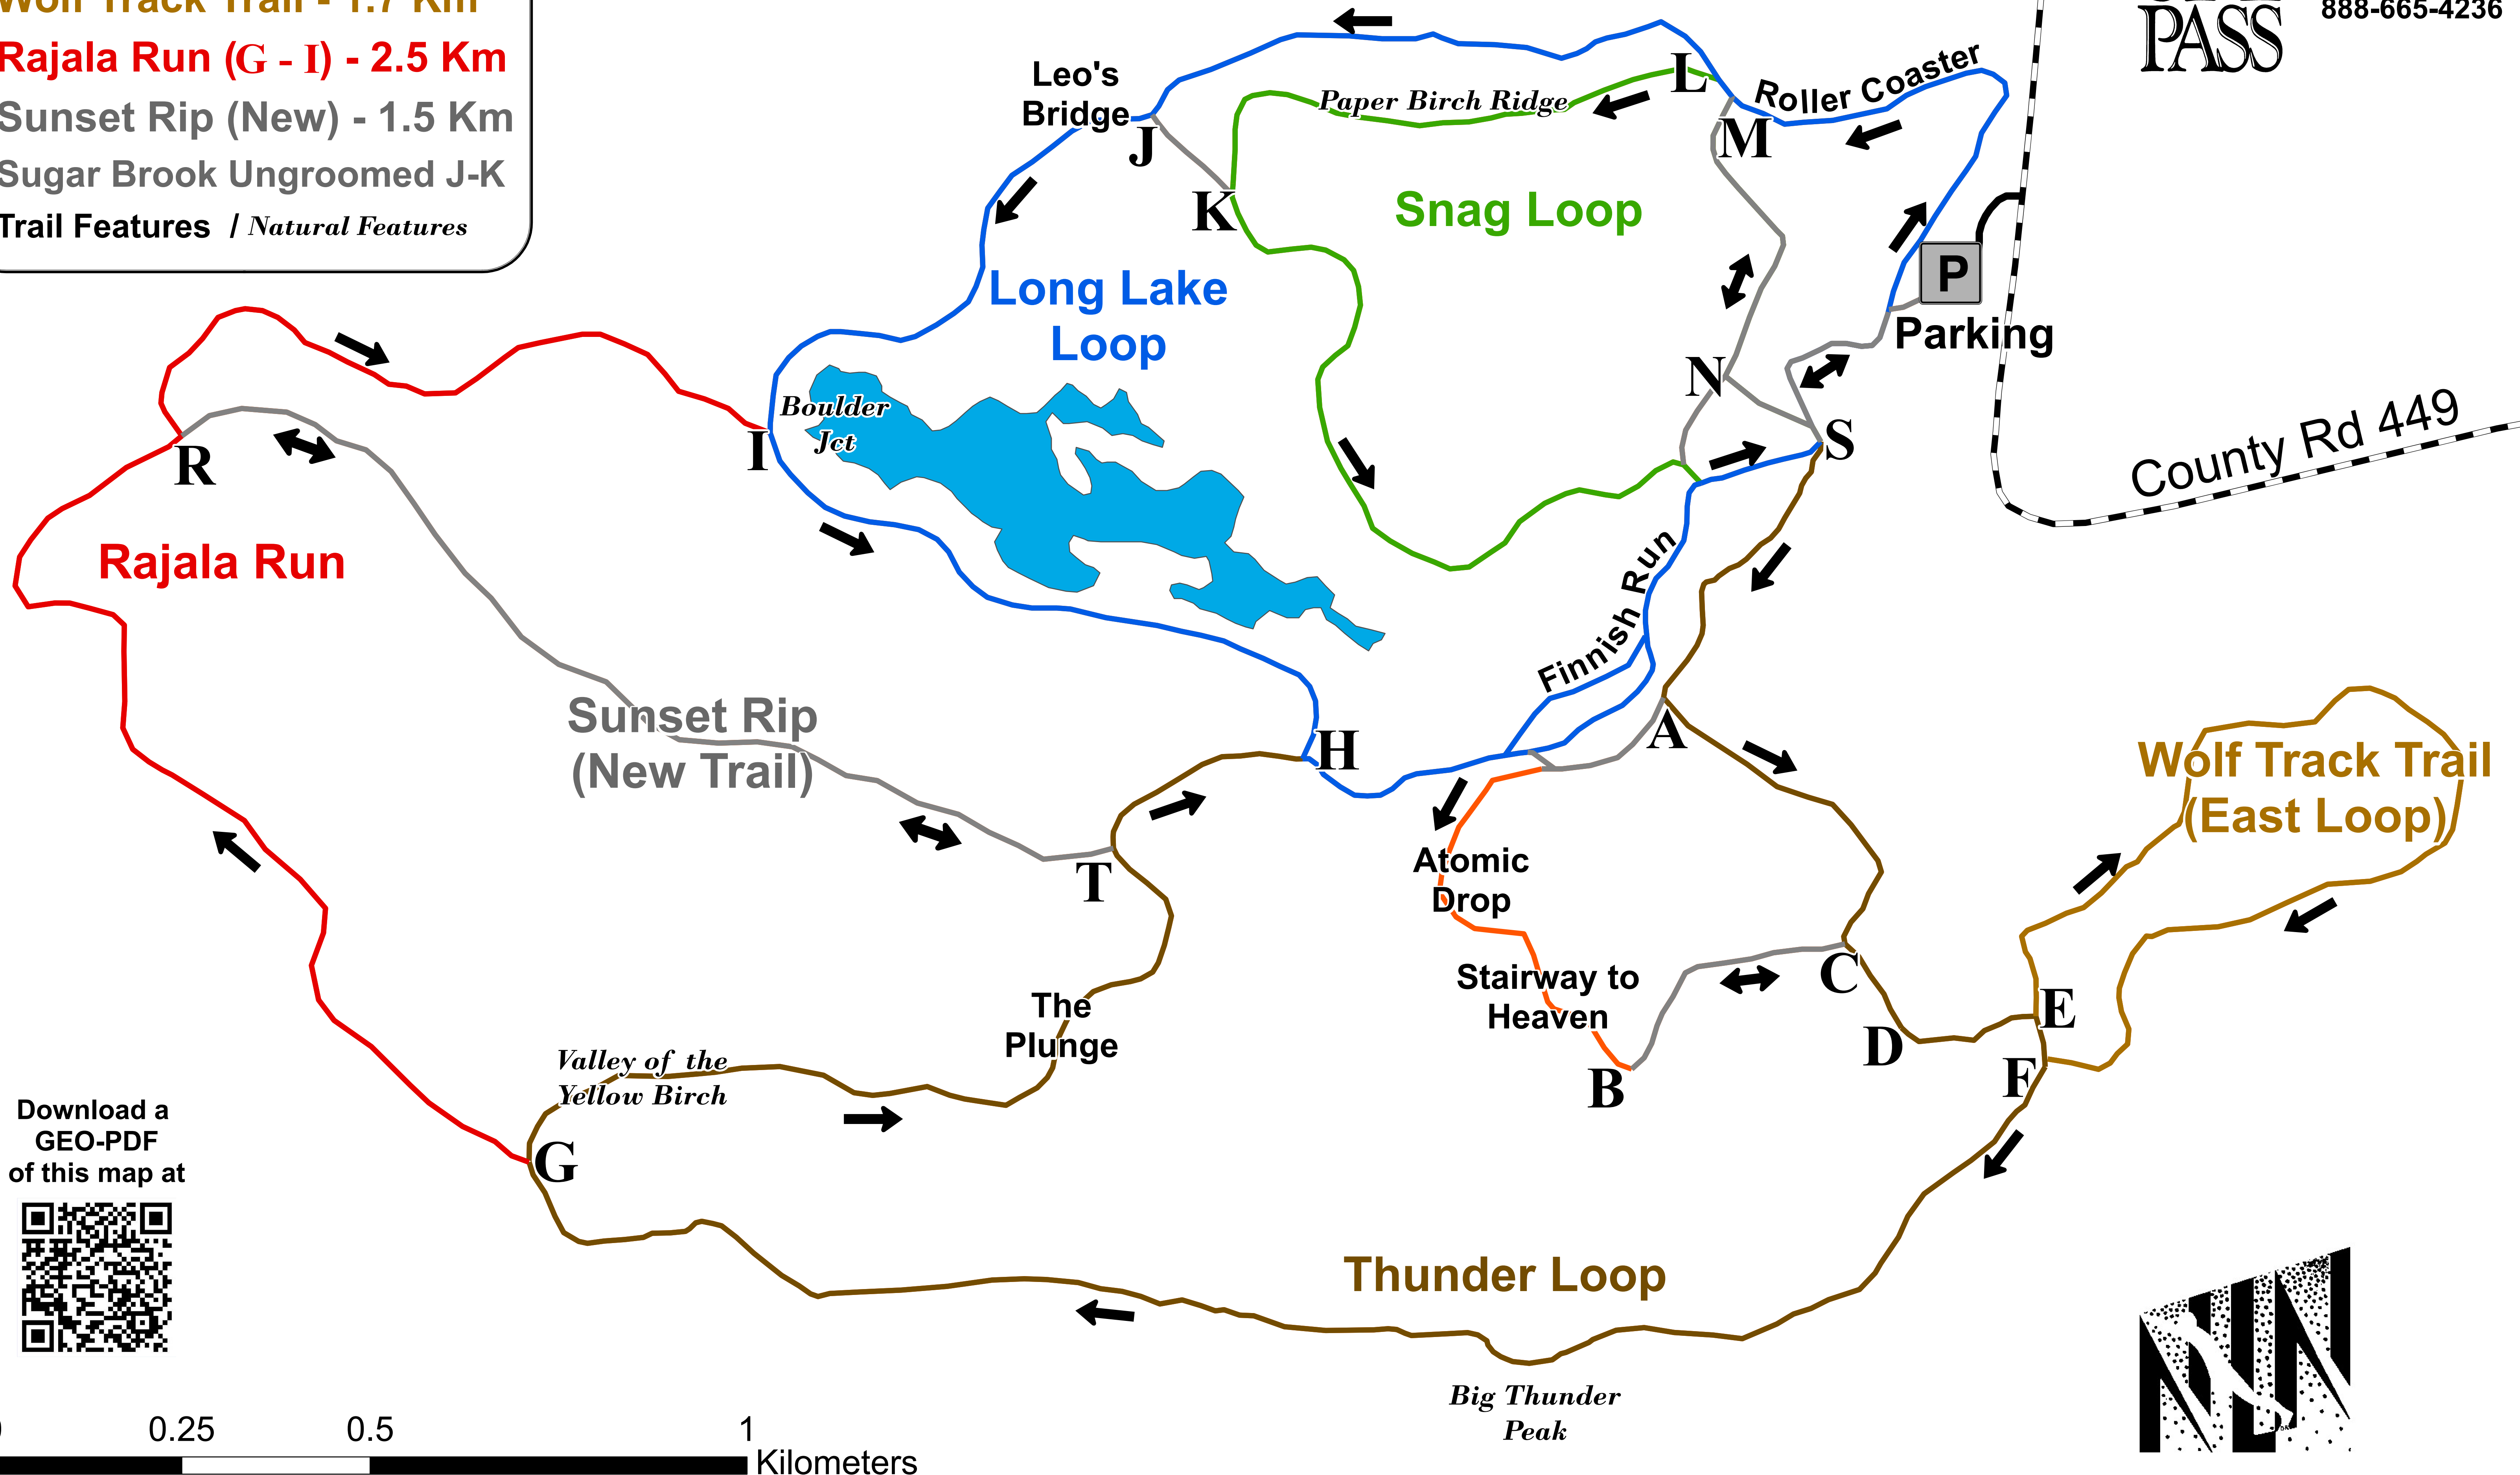 Wolf Track Trail - 1.7 Km
Rajala Run (G - I) - 2.5 Km
Sunset Rip (New) - 1.5 Km
Sugar Brook Ungroomed J-K
Trail Features / Natural Features
PASS
888-665-4236
Leo's
Bridge
J
K
Paper Birch Ridge
L
M
Roller Coaster
Snag Loop
Long Lake
Loop
P
Parking
N
S
County Rd 449
Boulder
Jct
I
R
Rajala Run
Finnish Run
Sunset Rip
(New Trail)
H
A
Wolf Track Trail
(East Loop)
T
Atomic
Drop
Stairway to
Heaven
B
C
D
E
F
The
Plunge
Valley of the
Yellow Birch
G
Download a
GEO-PDF
of this map at
Thunder Loop
Big Thunder
Peak
0.25
0.5
1
Kilometers